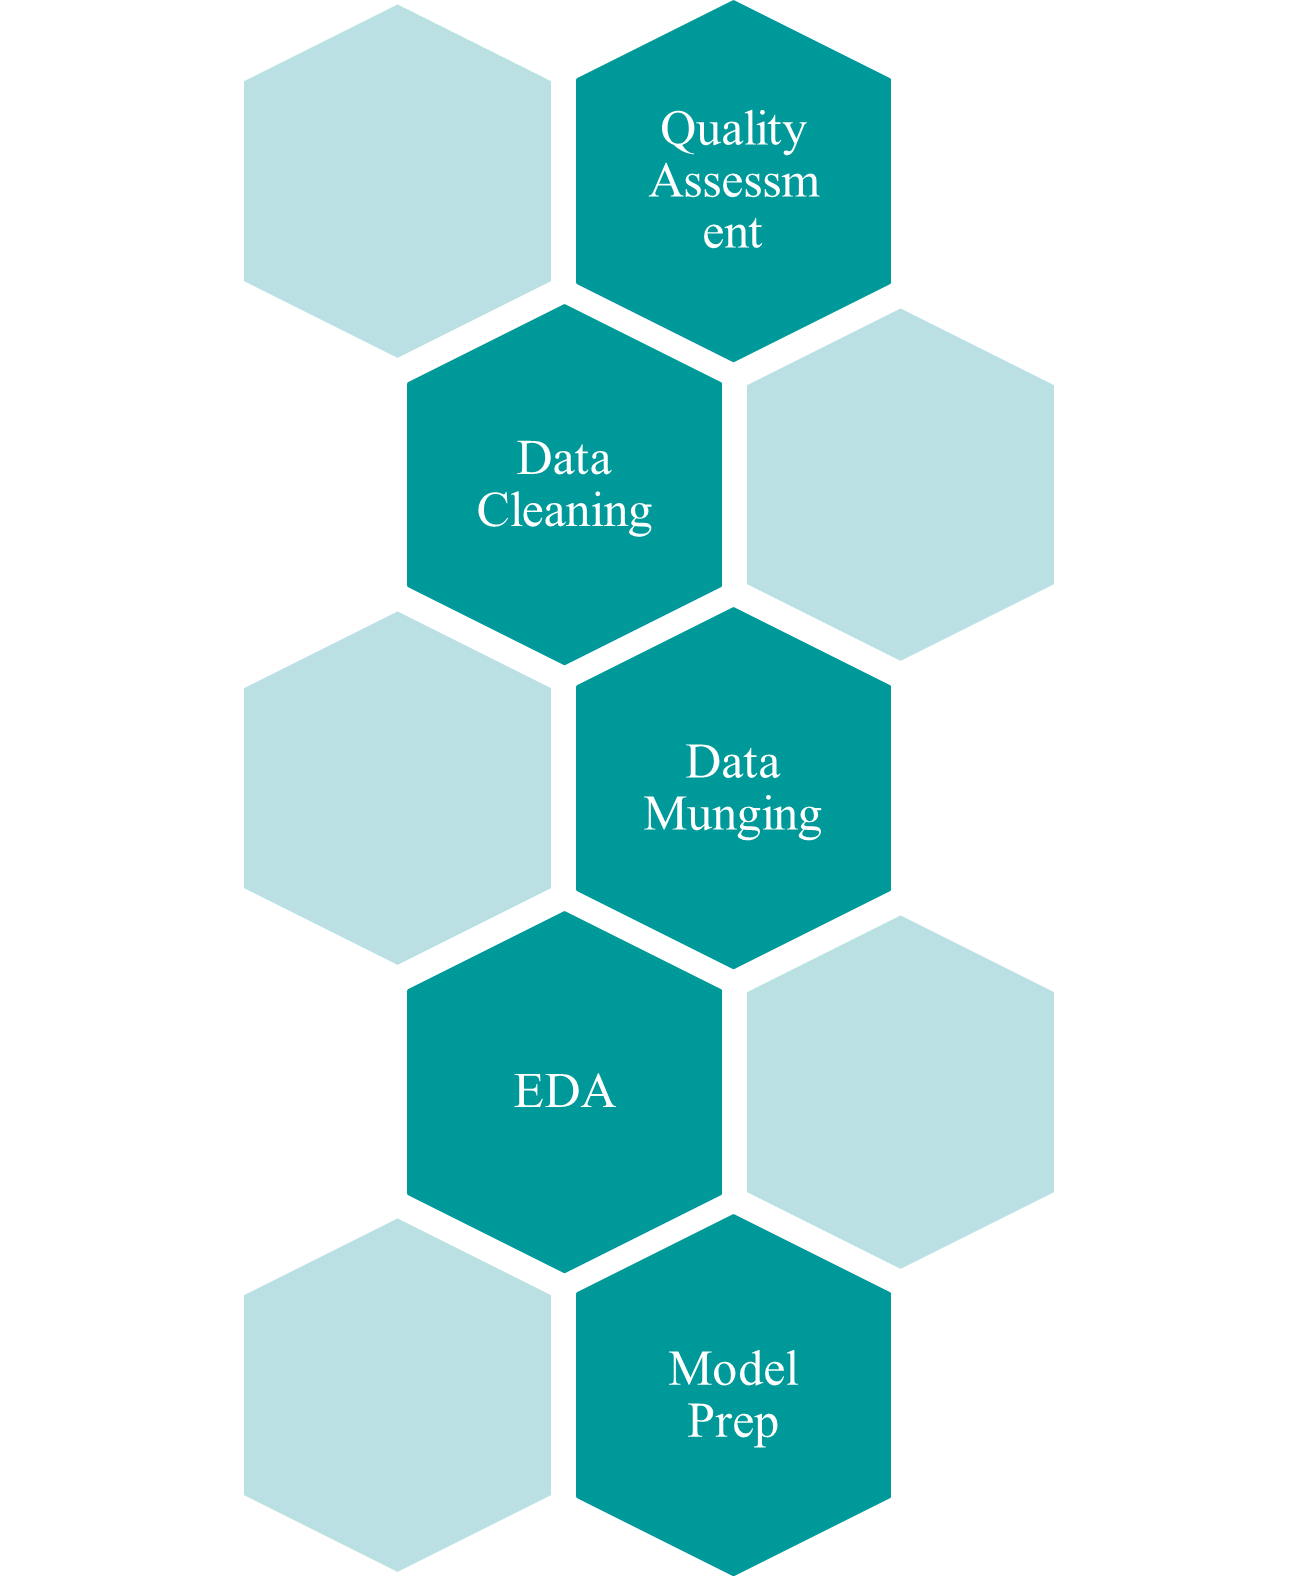 Quality
Assessm
ent
Data
Cleaning
Data
Munging
EDA
Model
Prep